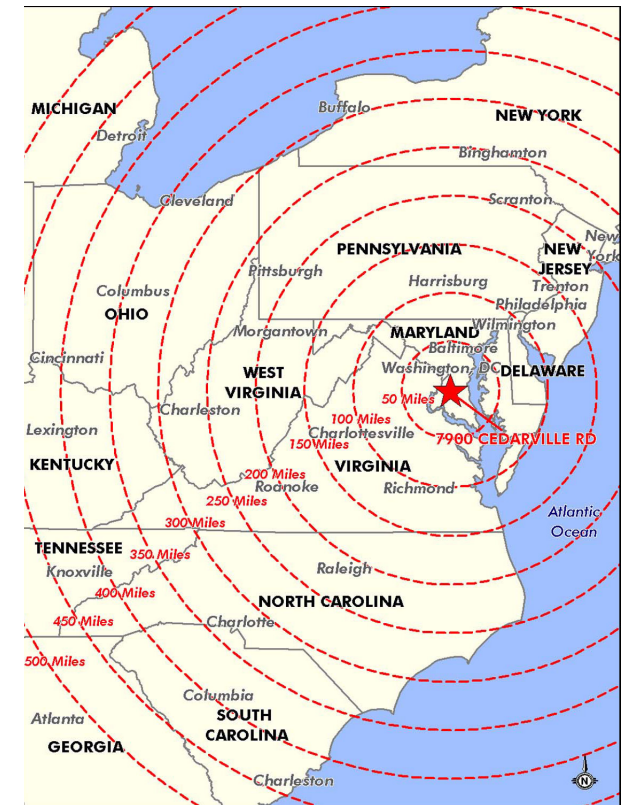 MICHIGAN
Buffalo
NEW YORK
Detroit
Binghamton
Cleveland
Scranton
New
York
PENNSYLVANIA
NEW
JERSEY
Pittsburgh
Harrisburg
Trenton
Columbus
OHIO
Philadelphia
Morgantown
MARYLAND
Wilmington
Baltimore
Cincinnati
Washington, DC
DELAWARE
WEST
VIRGINIA
50 Miles
Charleston
100 Miles
Lexington
Charlottesville
150 Miles
7900 CEDARVILLE RD
KENTUCKY
VIRGINIA
200 Miles
Roanoke
Richmond
250 Miles
Atlantic
Ocean
300 Miles
TENNESSEE
350 Miles
Knoxville
Raleigh
400 Miles
NORTH CAROLINA
450 Miles
Charlotte
500 Miles
Columbia
Atlanta
SOUTH
CAROLINA
GEORGIA
Charleston
N